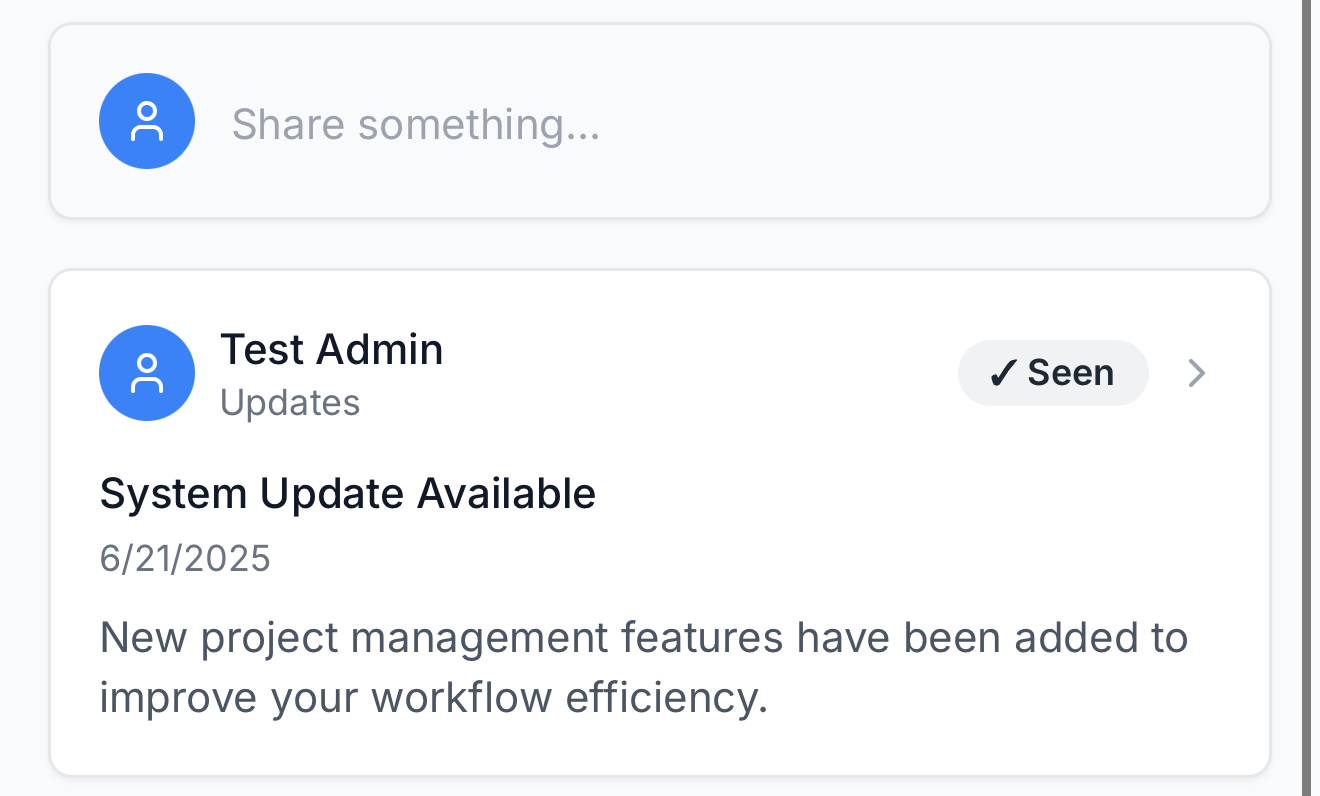 Share something...
Test Admin
✓ Seen
Updates
System Update Available
6/21/2025
New project management features have been added to
improve your workflow efficiency.